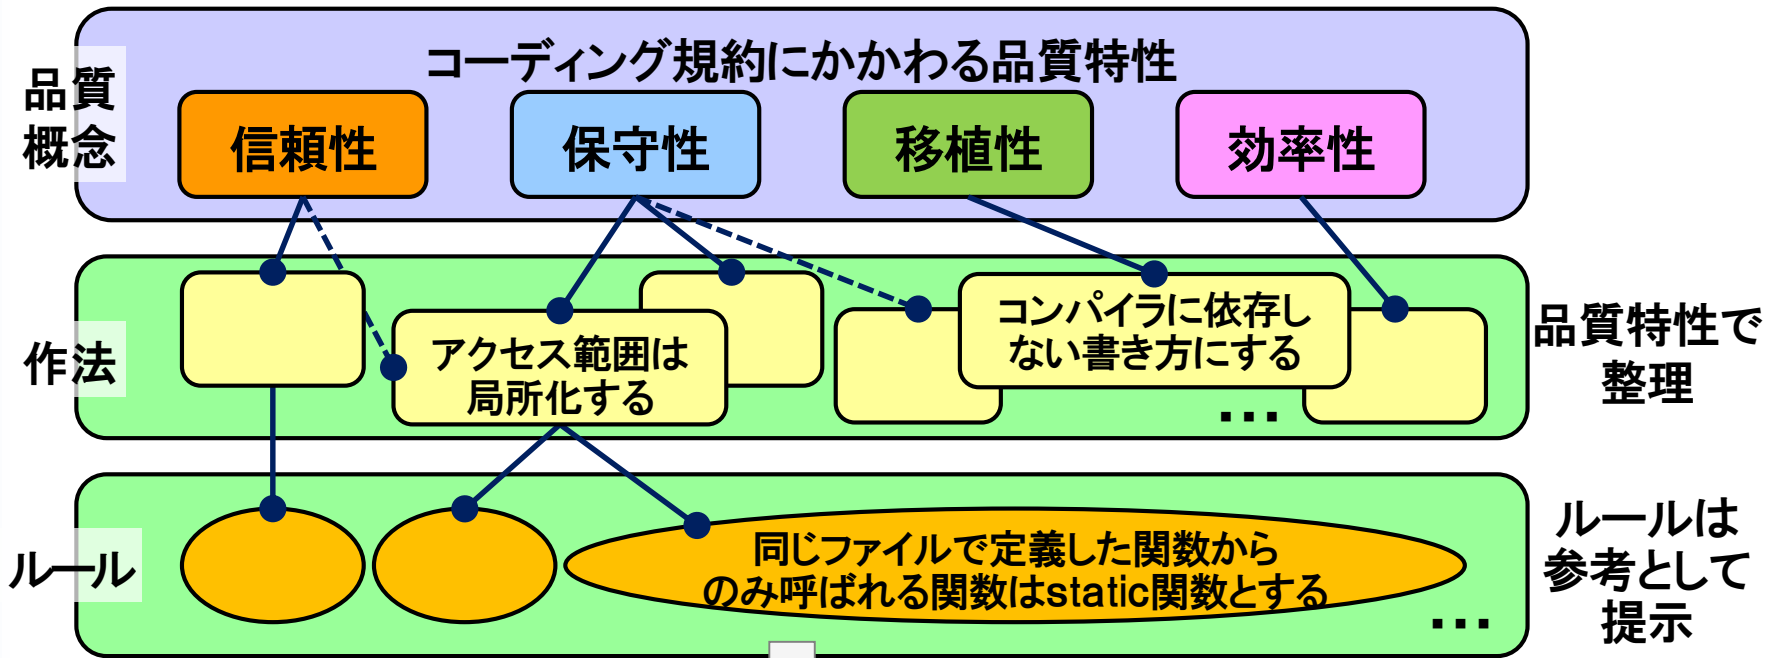 コーディング規約にかかわる品質特性
品質
概念
信頼性
保守性
移植性
効率性
作法
アクセス範囲は
局所化する
コンパイラに依存し
ない書き方にする
…
品質特性で
整理
ルール
同じファイルで定義した関数から
のみ呼ばれる関数はstatic関数とする
…
ルールは
参考として
提示